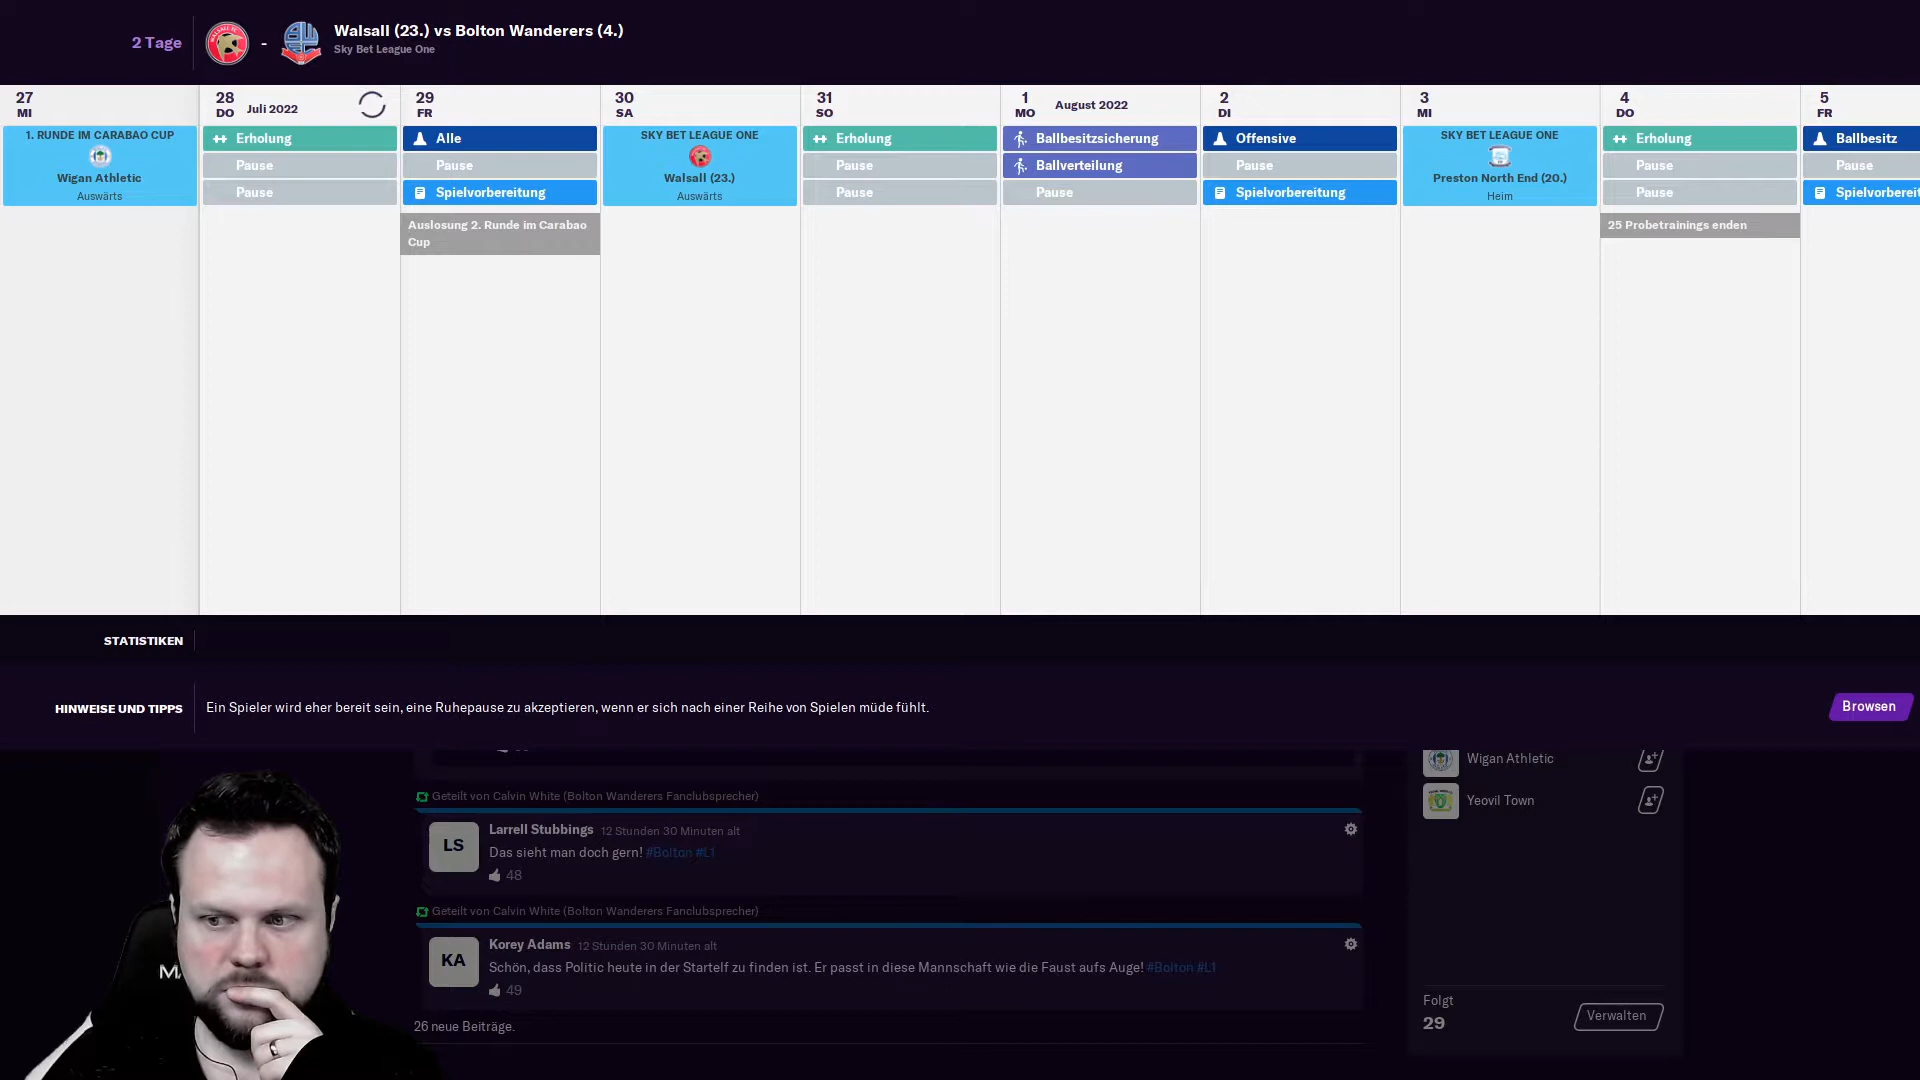 2 Tage
Walsall (23.) vs Bolton Wanderers (4.)
Sky Bet League One
27
MI
28
DO
Juli 2022
29
FR
30
SA
31
SO
1
MO
August 2022
2
DI
3
MI
4
DO
5
FR
1. RUNDE IM CARABAO CUP
Wigan Athletic
Auswärts
Erholung
Pause
Pause
Alle
Pause
Spielvorbereitung
Auslosung 2. Runde im Carabao
Cup
SKY BET LEAGUE ONE
Walsall (23.)
Auswärts
Erholung
Pause
Pause
Ballbesitzsicherung
Ballverteilung
Pause
Offensive
Pause
Spielvorbereitung
SKY BET LEAGUE ONE
Preston North End (20.)
Heim
Erholung
Pause
Pause
25 Probetrainings enden
Ballbesitz
Pause
Spielvorbereit
STATISTIKEN
HINWEISE UND TIPPS
Ein Spieler wird eher bereit sein, eine Ruhepause zu akzeptieren, wenn er sich nach einer Reihe von Spielen müde fühlt.
Browsen
Geteilt von Calvin White (Bolton Wanderers Fanclubsprecher)
LS
Larrell Stubbings 12 Stunden 30 Minuten alt
Das sieht man doch gern! #Bolton #L1
48
Geteilt von Calvin White (Bolton Wanderers Fanclubsprecher)
KA
Korey Adams 12 Stunden 30 Minuten alt
Schön, dass Politic heute in der Startelf zu finden ist. Er passt in diese Mannschaft wie die Faust aufs Auge! #Bolton #L1
49
26 neue Beiträge.
Wigan Athletic
Yeovil Town
Folgt
29
Verwalten